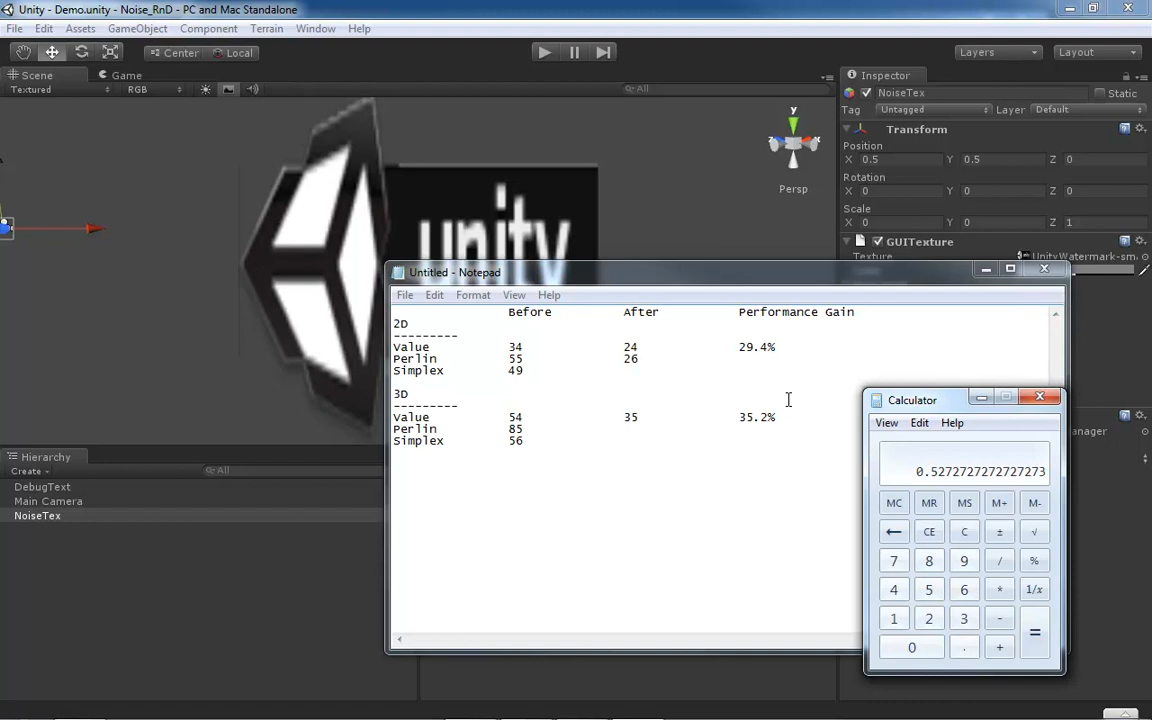 Unity - Demo.unity - Noise_RnD - PC and Mac Standalone
File Edit Assets GameObject Component Terrain Window Help
Center Local Layers Layout
Scene Game Inspector
Textured RGB All
NoiseTex Static
Tag Untagged Layer Default
Transform
Position
X 0.5 Y 0.5 Z 0
Rotation
X 0 Y 0 Z 0
Scale
X 0 Y 0 Z 1
GUITexture
Texture UnityWatermark-sm
y
Persp
unity
Hierarchy
Create All
DebugText
Main Camera
NoiseTex
Untitled - Notepad
File Edit Format View Help
Before After Performance Gain
2D
---------
Value 34 24 29.4%
Perlin 55 26
Simplex 49
3D
---------
Value 54 35 35.2%
Perlin 85
Simplex 56
anager
Calculator
View Edit Help
0.5272727272727273
MC MR MS M+ M-
← CE C ± √
7 8 9 / %
4 5 6 * 1/x
1 2 3 - =
0 . +